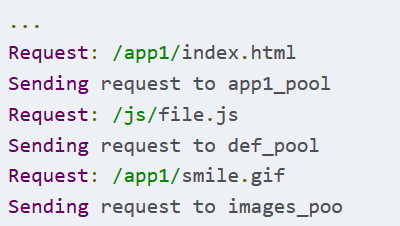 ...
Request: /app1/index.html
Sending request to app1_pool
Request: /js/file.js
Sending request to def_pool
Request: /app1/smile.gif
Sending request to images_poo